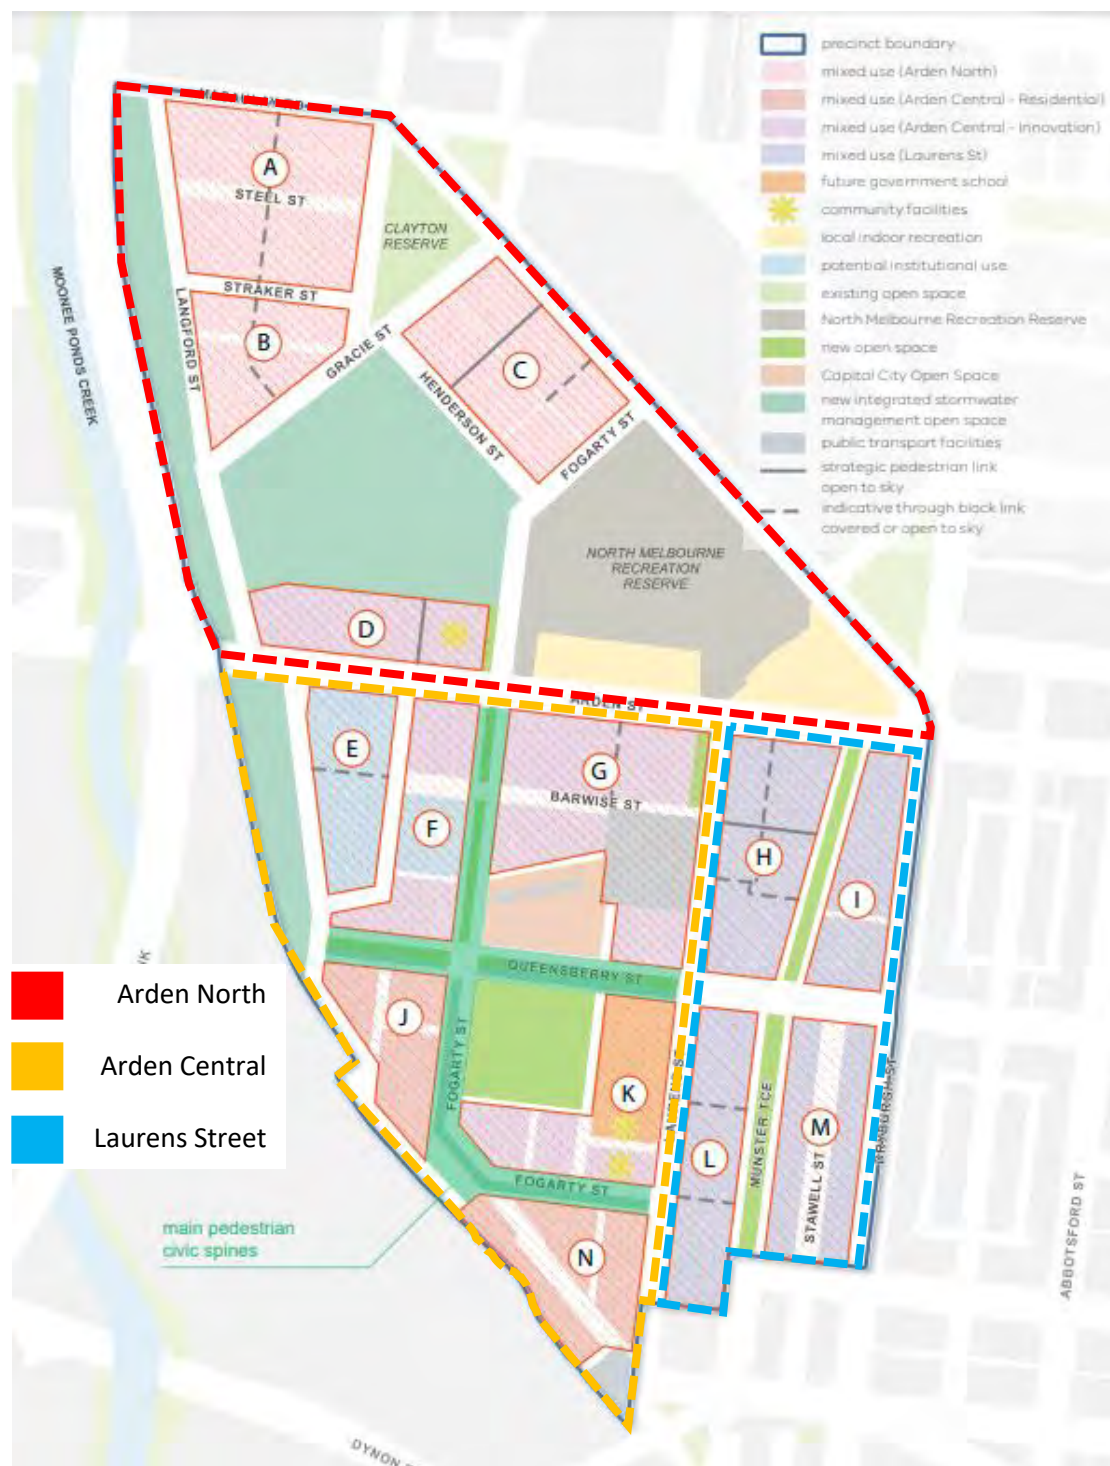 precinct boundary
mixed use (Arden North)
mixed use (Arden Central - Residential)
mixed use (Arden Central - Innovation)
mixed use (Laurens St)
future government school
community facilities
local indoor recreation
potential institutional use
existing open space
North Melbourne Recreation Reserve
new open space
Capital City Open Space
new integrated stormwater
management open space
public transport facilities
strategic pedestrian link
open to sky
indicative through block link
covered or open to sky
A
STEEL ST
CLAYTON
RESERVE
MOONEE PONDS CREEK
LANGFORD ST
STRAKER ST
B
GRACIE ST
C
HENDERSON ST
FOGARTY ST
NORTH MELBOURNE
RECREATION
RESERVE
D
ARDEN ST
E
G
BARWISE ST
F
H
I
QUEENSBERRY ST
J
FOGARTY ST
K
L
MUNSTER TCE
M
STAWELL ST
FOGARTY ST
N
ABBOTSFORD ST
Arden North
Arden Central
Laurens Street
main pedestrian
civic spines
DYNON